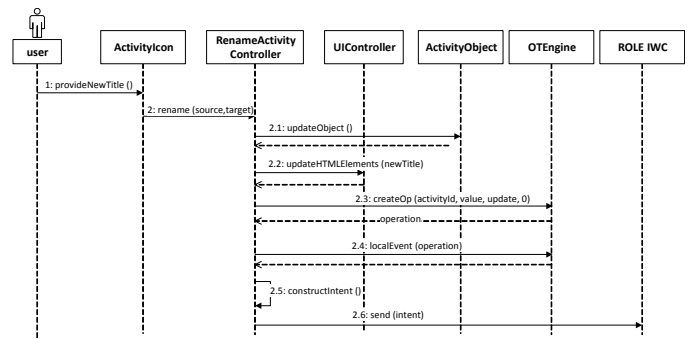 user
ActivityIcon
RenameActivity
Controller
UIController
ActivityObject
OTEngine
ROLE IWC
1: provideNewTitle ()
2: rename (source,target)
2.1: updateObject ()
2.2: updateHTMLElements (newTitle)
2.3: createOp (activityId, value, update, 0)
operation
2.4: localEvent (operation)
2.5: constructIntent ()
2.6: send (intent)